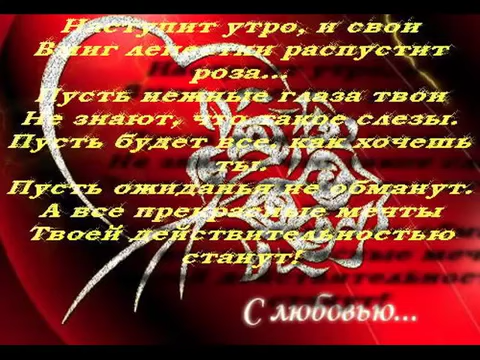 Наступит утро, и свои
Вмиг лепестки распустит
роза...
Пусть нежные глаза твои
Не знают, что такое слезы.
Пусть будет все, как хочешь
ты.
Пусть ожиданья не обманут.
А все прекрасные мечты
Твоей действительностью
станут!
С любовью...